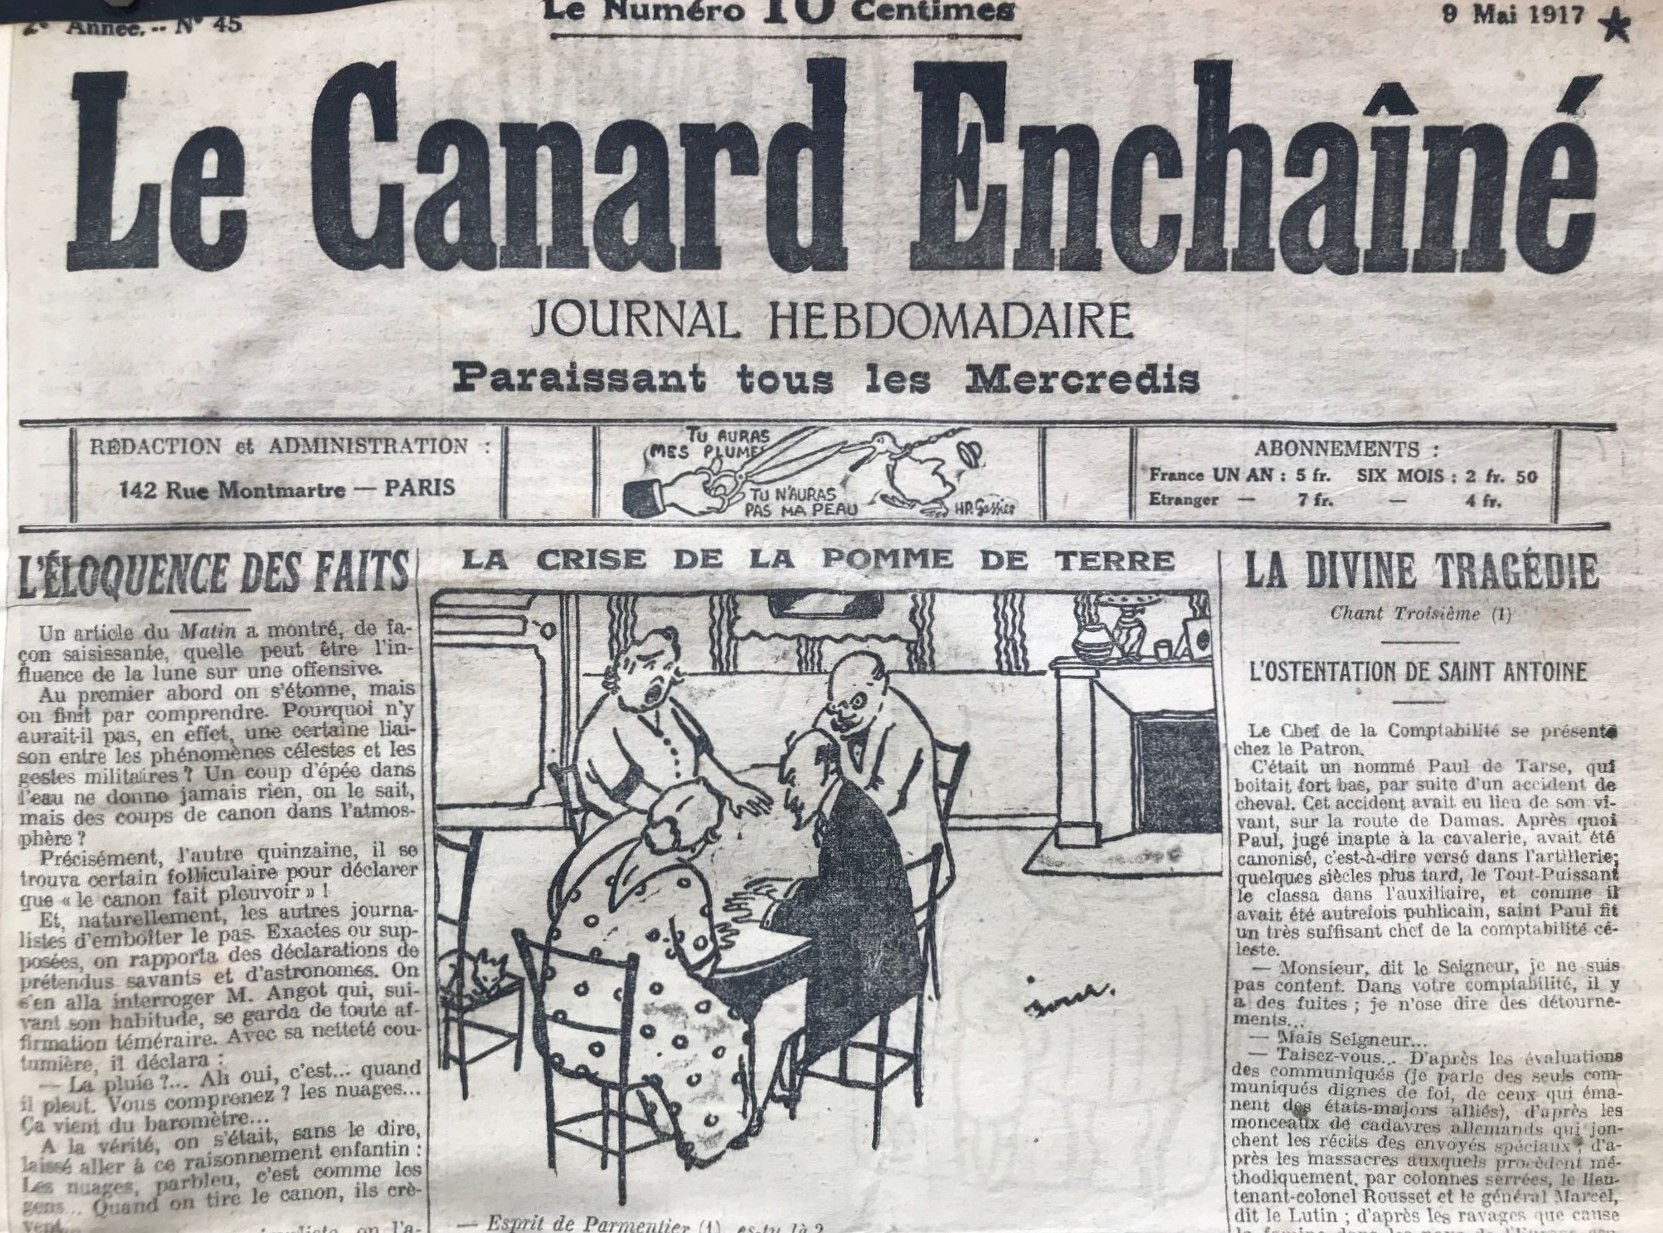 2e Année. -- No 45
Le Numéro 10 Centimes
9 Mai 1917
Le Canard Enchaîné
JOURNAL HEBDOMADAIRE
Paraissant tous les Mercredis
RÉDACTION et ADMINISTRATION :
142 Rue Montmartre — PARIS
TU AURAS
MES PLUMES
TU N'AURAS
PAS MA PEAU
H.P. Gassier
ABONNEMENTS :
France UN AN : 5 fr. SIX MOIS : 2 fr. 50
Etranger — 7 fr. — 4 fr.
L'ÉLOQUENCE DES FAITS
Un article du Matin a montré, de fa-
çon saisissante, quelle peut être l'in-
fluence de la lune sur une offensive.
Au premier abord on s'étonne, mais
on finit par comprendre. Pourquoi n'y
aurait-il pas, en effet, une certaine liai-
son entre les phénomènes célestes et les
gestes militaires ? Un coup d'épée dans
l'eau ne donne jamais rien, on le sait,
mais des coups de canon dans l'atmos-
phère ?
Précisément, l'autre quinzaine, il se
trouva certain folliculaire pour déclarer
que « le canon fait pleuvoir » !
Et, naturellement, les autres journa-
listes d'emboîter le pas. Exactes ou sup-
posées, on rapporta des déclarations de
prétendus savants et d'astronomes. On
s'en alla interroger M. Angot qui, sui-
vant son habitude, se garda de toute af-
firmation téméraire. Avec sa netteté cou-
tumière, il déclara :
— La pluie ?... Ah oui, c'est... quand
il pleut. Vous comprenez ? les nuages...
Ça vient du baromètre...
A la vérité, on s'était, sans le dire,
laissé aller à ce raisonnement enfantin :
Les nuages, parbleu, c'est comme les
gens... Quand on tire le canon, ils crè-
vent...
on l'a-
LA CRISE DE LA POMME DE TERRE
— Esprit de Parmentier (1) es-tu là ?
LA DIVINE TRAGÉDIE
Chant Troisième (1)
L'OSTENTATION DE SAINT ANTOINE
Le Chef de la Comptabilité se présente
chez le Patron.
C'était un nommé Paul de Tarse, qui
boitait fort bas, par suite d'un accident de
cheval. Cet accident avait eu lieu de son vi-
vant, sur la route de Damas. Après quoi
Paul, jugé inapte à la cavalerie, avait été
canonisé, c'est-à-dire versé dans l'artillerie;
quelques siècles plus tard, le Tout-Puissant
le classa dans l'auxiliaire, et comme il
avait été autrefois publicain, saint Paul fit
un très suffisant chef de la comptabilité cé-
leste.
— Monsieur, dit le Seigneur, je ne suis
pas content. Dans votre comptabilité, il y
a des fuites ; je n'ose dire des détourne-
ments...
— Mais Seigneur...
— Taisez-vous... D'après les évaluations
des communiqués (je parle des seuls com-
muniqués dignes de foi, de ceux qui éma-
nent des états-majors alliés), d'après les
monceaux de cadavres allemands qui jon-
chent les récits des envoyés spéciaux ; d'a-
près les massacres auxquels procèdent mé-
thodiquement, par colonnes serrées, le lieu-
tenant-colonel Rousset et le général Marcel,
dit le Lutin ; d'après les ravages que cause